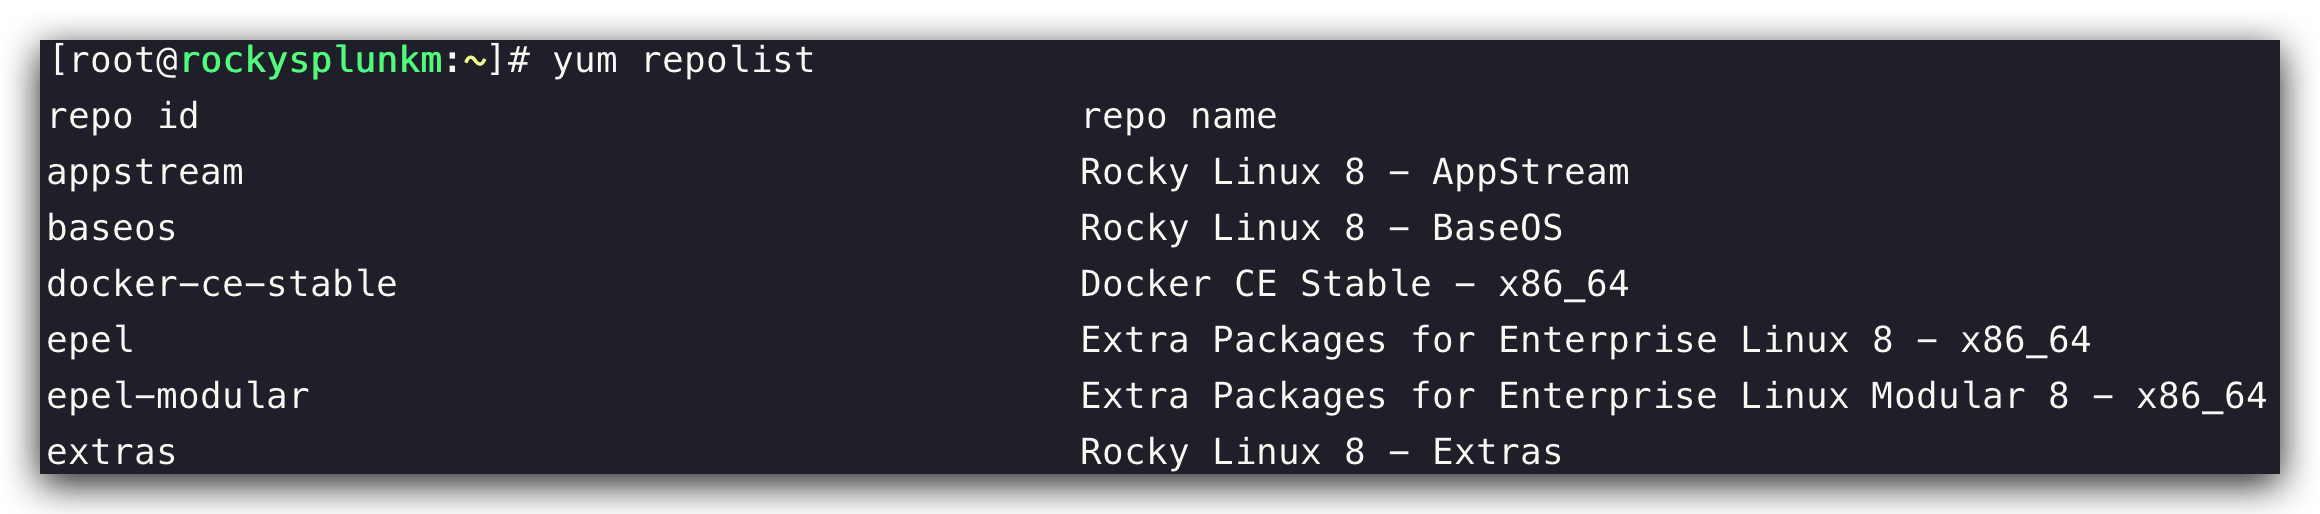 [root@rockysplunkm:~]# yum repolist
repo id                                        repo name
appstream                                      Rocky Linux 8 - AppStream
baseos                                         Rocky Linux 8 - BaseOS
docker-ce-stable                               Docker CE Stable - x86_64
epel                                           Extra Packages for Enterprise Linux 8 - x86_64
epel-modular                                   Extra Packages for Enterprise Linux Modular 8 - x86_64
extras                                         Rocky Linux 8 - Extras